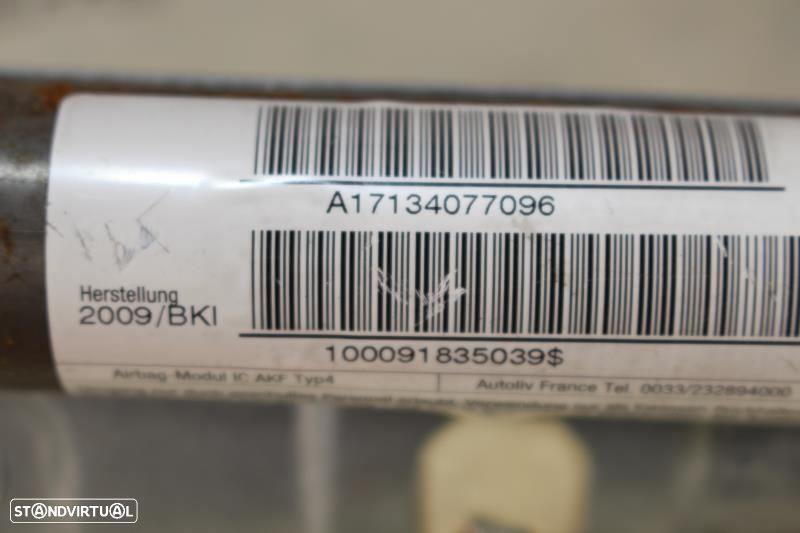 A17134077096
Herstellung
2009/BKI
100091835039$
Airbag-Modul IC AKF Typ4
Autoliv France Tel. 0033/232894000
STANDVIRTUAL